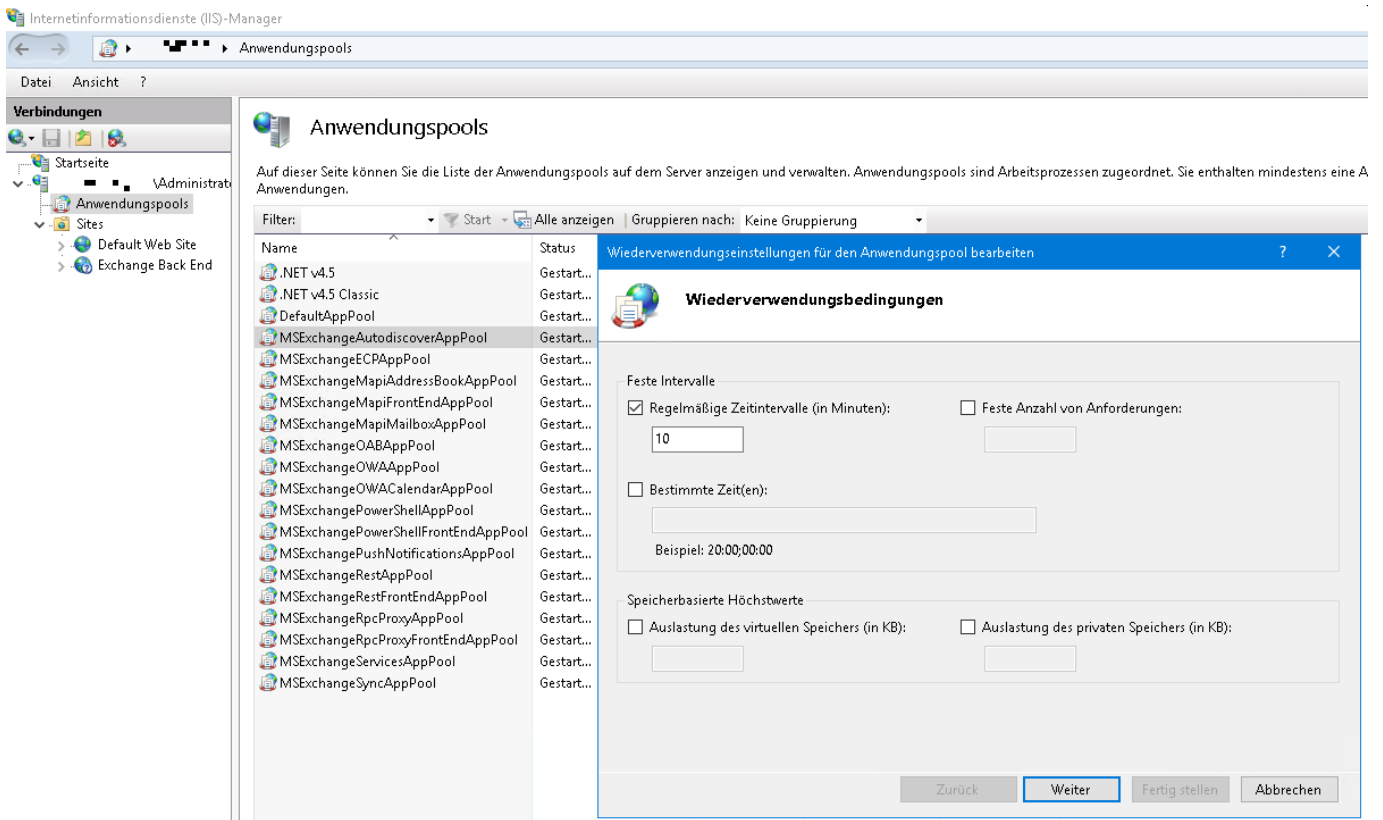 Internetinformationsdienste (IIS)-Manager
Anwendungspools
Datei Ansicht ?
Verbindungen
Startseite
\Administrate
Anwendungspools
Sites
Default Web Site
Exchange Back End
Anwendungspools
Auf dieser Seite können Sie die Liste der Anwendungspools auf dem Server anzeigen und verwalten. Anwendungspools sind Arbeitsprozessen zugeordnet. Sie enthalten mindestens eine A
Anwendungen.
Filter: Start Alle anzeigen Gruppieren nach: Keine Gruppierung
Name Status
.NET v4.5 Gestart...
.NET v4.5 Classic Gestart...
DefaultAppPool Gestart...
MSExchangeAutodiscoverAppPool Gestart...
MSExchangeECPAppPool Gestart...
MSExchangeMapiAddressBookAppPool Gestart...
MSExchangeMapiFrontEndAppPool Gestart...
MSExchangeMapiMailboxAppPool Gestart...
MSExchangeOABAppPool Gestart...
MSExchangeOWAAppPool Gestart...
MSExchangeOWACalendarAppPool Gestart...
MSExchangePowerShellAppPool Gestart...
MSExchangePowerShellFrontEndAppPool Gestart...
MSExchangePushNotificationsAppPool Gestart...
MSExchangeRestAppPool Gestart...
MSExchangeRestFrontEndAppPool Gestart...
MSExchangeRpcProxyAppPool Gestart...
MSExchangeRpcProxyFrontEndAppPool Gestart...
MSExchangeServicesAppPool Gestart...
MSExchangeSyncAppPool Gestart...
Wiederverwendungseinstellungen für den Anwendungspool bearbeiten ?
Wiederverwendungsbedingungen
Feste Intervalle
Regelmäßige Zeitintervalle (in Minuten): Feste Anzahl von Anforderungen:
10
Bestimmte Zeit(en):
Beispiel: 20:00;00:00
Speicherbasierte Höchstwerte
Auslastung des virtuellen Speichers (in KB): Auslastung des privaten Speichers (in KB):
Zurück Weiter Fertig stellen Abbrechen